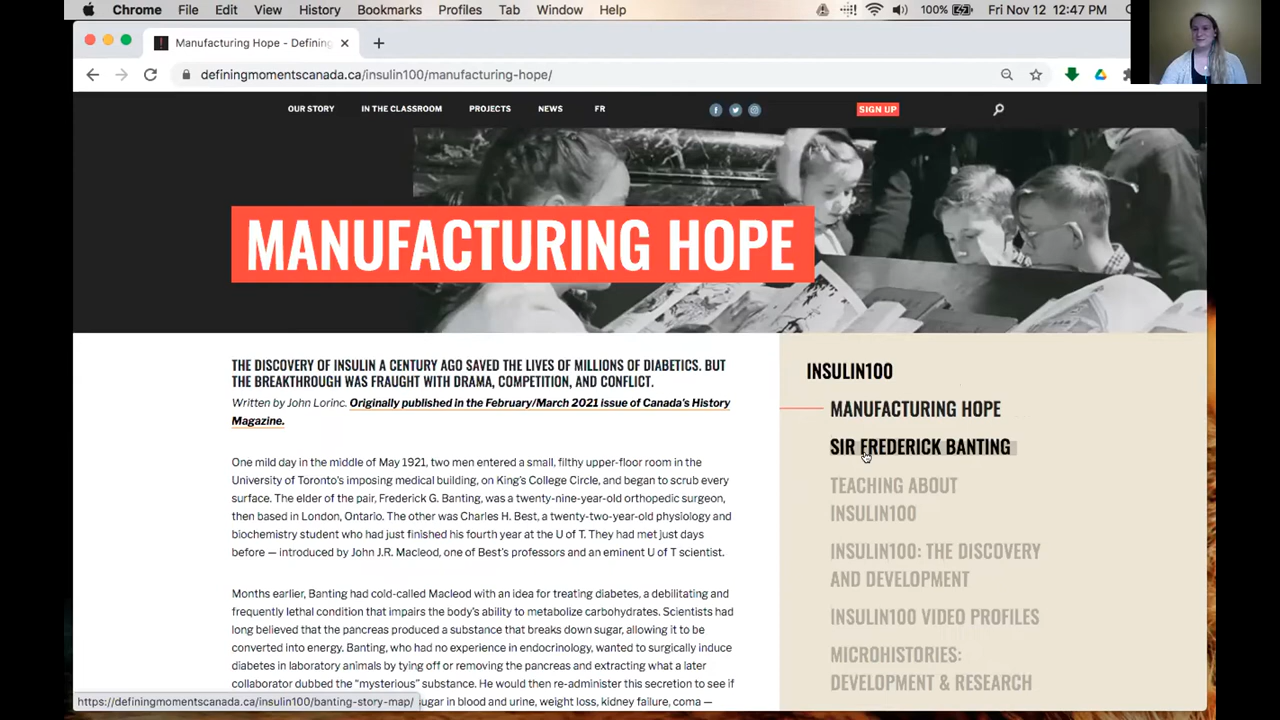 Chrome File Edit View History Bookmarks Profiles Tab Window Help 100% Fri Nov 12 12:47 PM
Manufacturing Hope - Defining
definingmomentscanada.ca/insulin100/manufacturing-hope/
OUR STORY IN THE CLASSROOM PROJECTS NEWS FR SIGN UP
MANUFACTURING HOPE
THE DISCOVERY OF INSULIN A CENTURY AGO SAVED THE LIVES OF MILLIONS OF DIABETICS. BUT
THE BREAKTHROUGH WAS FRAUGHT WITH DRAMA, COMPETITION, AND CONFLICT.
Written by John Lorinc. Originally published in the February/March 2021 issue of Canada's History
Magazine.
One mild day in the middle of May 1921, two men entered a small, filthy upper-floor room in the
University of Toronto's imposing medical building, on King's College Circle, and began to scrub every
surface. The elder of the pair, Frederick G. Banting, was a twenty-nine-year-old orthopedic surgeon,
then based in London, Ontario. The other was Charles H. Best, a twenty-two-year-old physiology and
biochemistry student who had just finished his fourth year at the U of T. They had met just days
before — introduced by John J.R. Macleod, one of Best's professors and an eminent U of T scientist.
Months earlier, Banting had cold-called Macleod with an idea for treating diabetes, a debilitating and
frequently lethal condition that impairs the body's ability to metabolize carbohydrates. Scientists had
long believed that the pancreas produced a substance that breaks down sugar, allowing it to be
converted into energy. Banting, who had no experience in endocrinology, wanted to surgically induce
diabetes in laboratory animals by tying off or removing the pancreas and extracting what a later
collaborator dubbed the "mysterious" substance. He would then re-administer this secretion to see if
sugar in blood and urine, weight loss, kidney failure, coma —
INSULIN100
MANUFACTURING HOPE
SIR FREDERICK BANTING
TEACHING ABOUT
INSULIN100
INSULIN100: THE DISCOVERY
AND DEVELOPMENT
INSULIN100 VIDEO PROFILES
MICROHISTORIES:
DEVELOPMENT & RESEARCH
https://definingmomentscanada.ca/insulin100/banting-story-map/